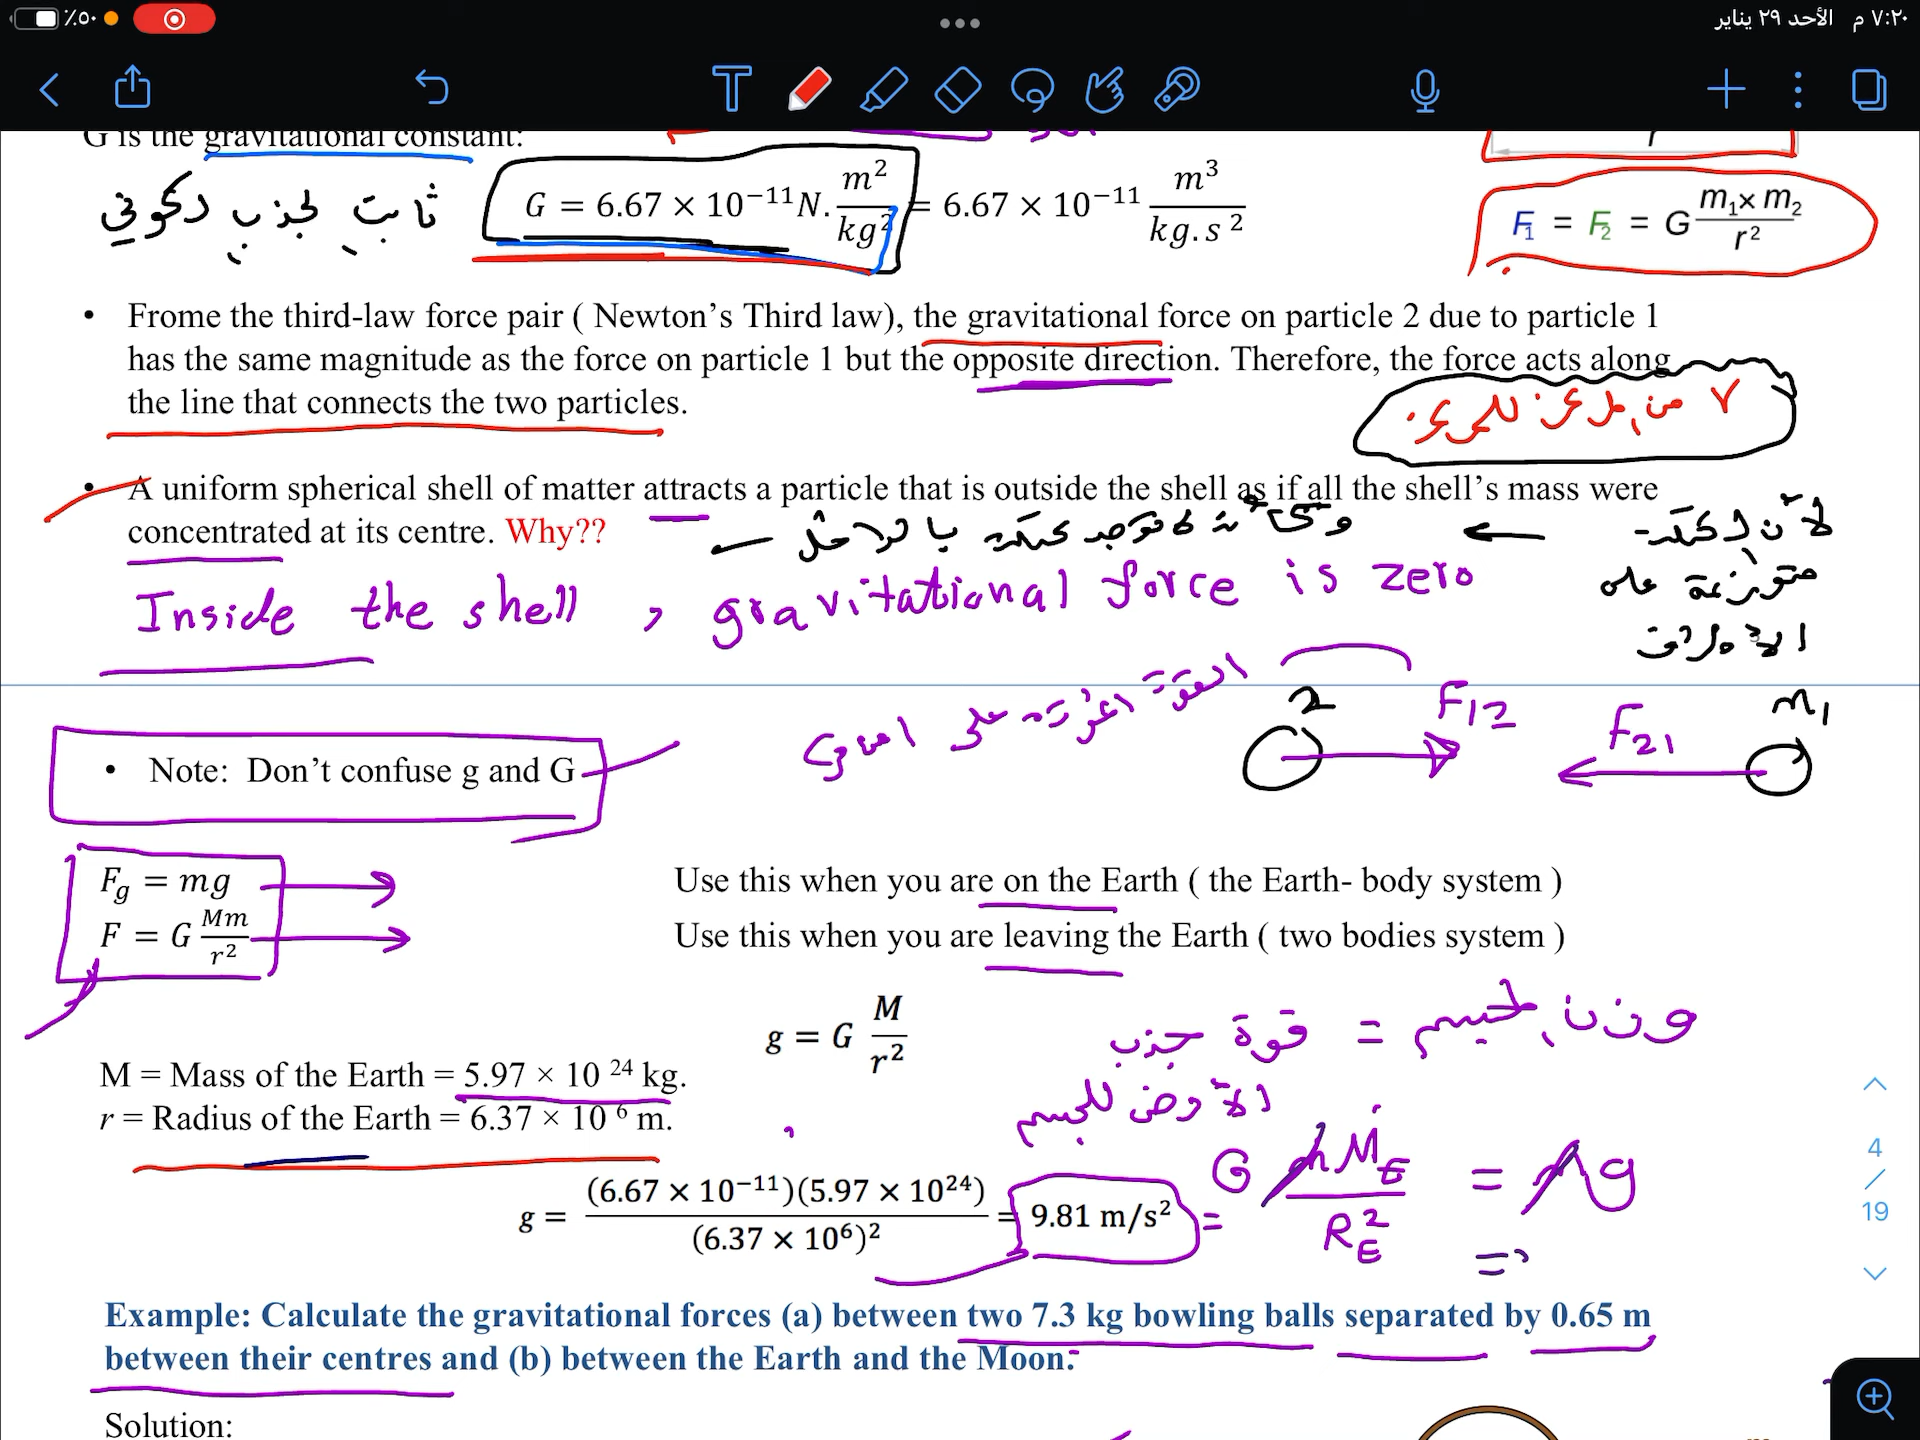 ٪٥٠
٧:٢٠ م الأحد ٢٩ يناير
G is the gravitational constant:
r
ثابت الجذب الكوني
G = 6.67 × 10⁻¹¹ N. m²/kg² = 6.67 × 10⁻¹¹ m³/kg.s²
F₁ = F₂ = G m₁x m₂/r²
• Frome the third-law force pair ( Newton's Third law), the gravitational force on particle 2 due to particle 1
has the same magnitude as the force on particle 1 but the opposite direction. Therefore, the force acts along
the line that connects the two particles.
من المركز للمركز
• A uniform spherical shell of matter attracts a particle that is outside the shell as if all the shell's mass were
concentrated at its centre. Why??
لأن الكتلة
متوزعة على
الأطراف
لا توجد كتلة بالداخل
Inside the shell , gravitational force is zero
القوة المؤثرة على
2
F12
F21
m1
• Note: Don't confuse g and G
F_g = mg
Use this when you are on the Earth ( the Earth- body system )
F = G Mm/r²
Use this when you are leaving the Earth ( two bodies system )
g = G M/r²
وزن الجسم = قوة جذب
الأرض للجسم
M = Mass of the Earth = 5.97 × 10 ²⁴ kg.
r = Radius of the Earth = 6.37 × 10 ⁶ m.
g = (6.67 × 10⁻¹¹)(5.97 × 10²⁴)/(6.37 × 10⁶)² = 9.81 m/s² = G m M_E/R_E² = mg
=>
4
/
19
Example: Calculate the gravitational forces (a) between two 7.3 kg bowling balls separated by 0.65 m
between their centres and (b) between the Earth and the Moon.
Solution: